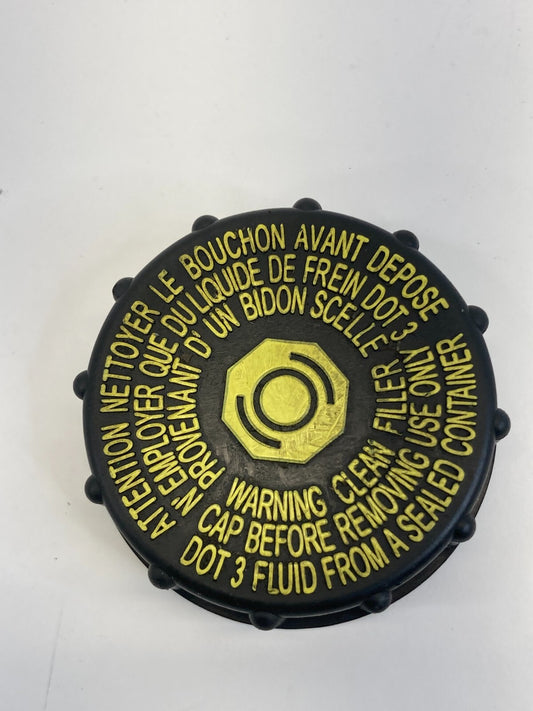 ATTENTION NETTOYER LE BOUCHON AVANT DEPOSE
N'EMPLOYER QUE DU LIQUIDE DE FREIN DOT 3
PROVENANT D'UN BIDON SCELLE
WARNING CLEAN FILLER
CAP BEFORE REMOVING USE ONLY
DOT 3 FLUID FROM A SEALED CONTAINER